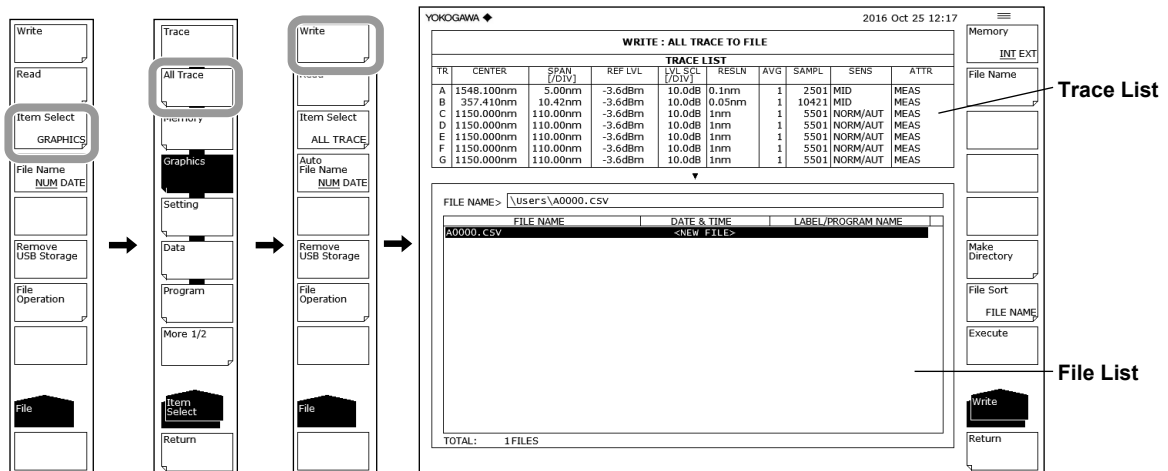 Write
Read
Item Select
GRAPHICS
File Name
NUM DATE
Remove
USB Storage
File
Operation
File
Trace
All Trace
Memory
Graphics
Setting
Data
Program
More 1/2
Item
Select
Return
Write
Item Select
ALL TRACE
Auto
File Name
NUM DATE
Remove
USB Storage
File
Operation
File
YOKOGAWA ◆ 2016 Oct 25 12:17
WRITE : ALL TRACE TO FILE
TRACE LIST
TR CENTER SPAN [/DIV] REF LVL LVL SCL [/DIV] RESLN AVG SAMPL SENS ATTR
A 1548.100nm 5.00nm -3.6dBm 10.0dB 0.1nm 1 2501 MID MEAS
B 357.410nm 10.42nm -3.6dBm 10.0dB 0.05nm 1 10421 MID MEAS
C 1150.000nm 110.00nm -3.6dBm 10.0dB 1nm 1 5501 NORM/AUT MEAS
D 1150.000nm 110.00nm -3.6dBm 10.0dB 1nm 1 5501 NORM/AUT MEAS
E 1150.000nm 110.00nm -3.6dBm 10.0dB 1nm 1 5501 NORM/AUT MEAS
F 1150.000nm 110.00nm -3.6dBm 10.0dB 1nm 1 5501 NORM/AUT MEAS
G 1150.000nm 110.00nm -3.6dBm 10.0dB 1nm 1 5501 NORM/AUT MEAS
FILE NAME> \Users\A0000.CSV
FILE NAME DATE & TIME LABEL/PROGRAM NAME
A0000.CSV <NEW FILE>
TOTAL: 1FILES
Memory
INT EXT
File Name
Make
Directory
File Sort
FILE NAME
Execute
Write
Return
Trace List
File List